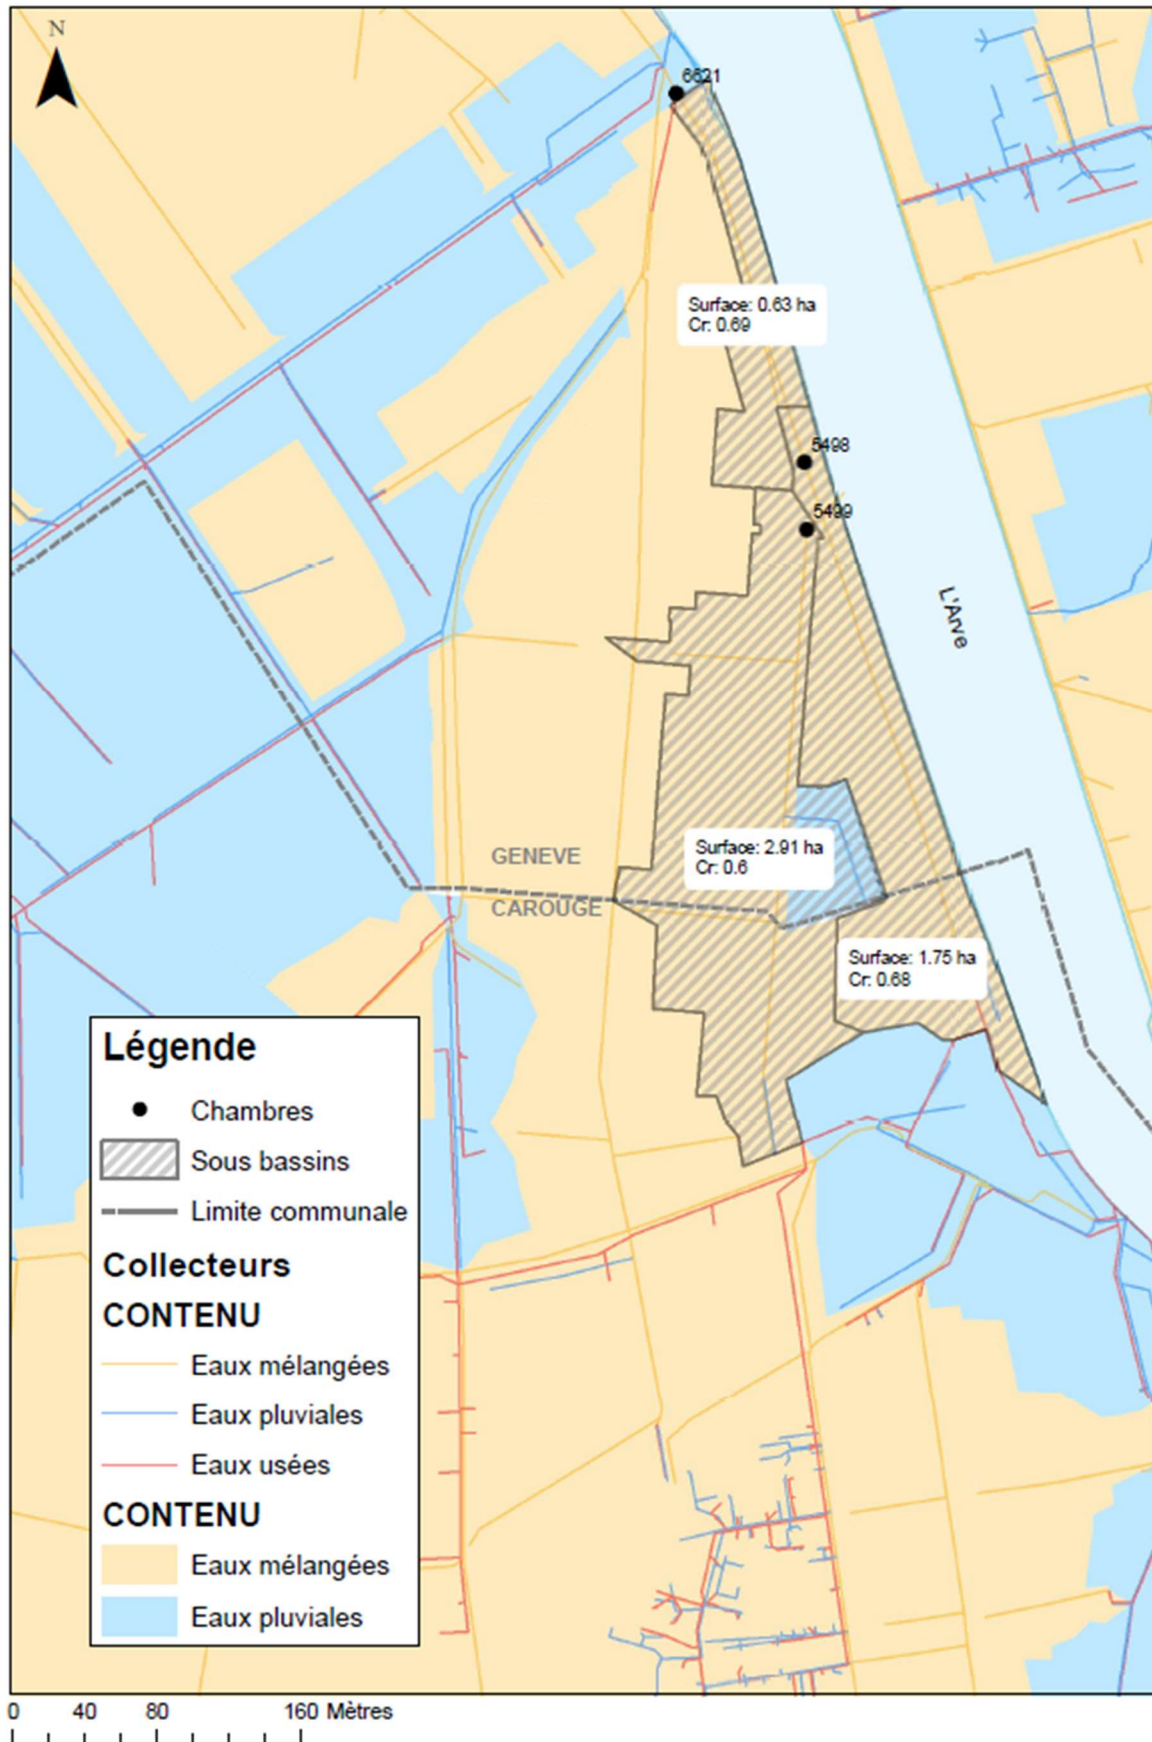 N
6621
Surface: 0.63 ha
Cr: 0.69
5498
5499
L'Arve
Surface: 2.91 ha
Cr: 0.6
GENEVE
CAROUGE
Surface: 1.75 ha
Cr: 0.68
Légende
Chambres
Sous bassins
Limite communale
Collecteurs
CONTENU
Eaux mélangées
Eaux pluviales
Eaux usées
CONTENU
Eaux mélangées
Eaux pluviales
0 40 80 160 Mètres